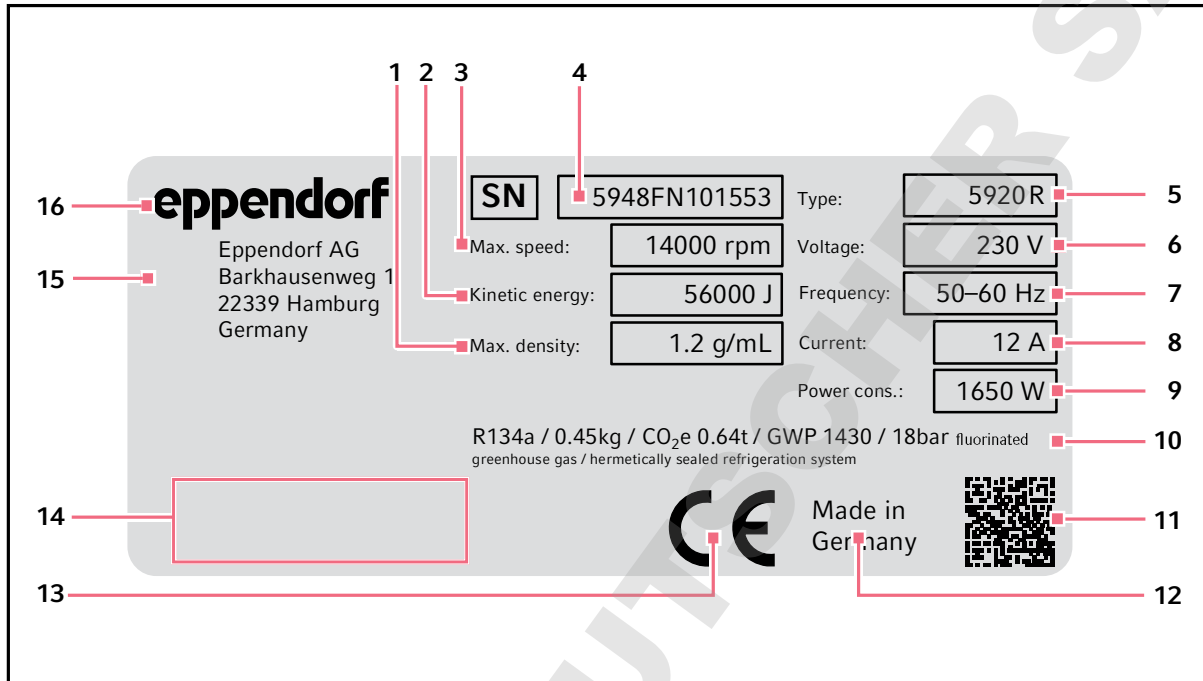 1 2 3 4
16 eppendorf SN 5948FN101553 Type: 5920R 5
Eppendorf AG Max. speed: 14000 rpm Voltage: 230 V 6
15 Barkhausenweg 1
22339 Hamburg Kinetic energy: 56000 J Frequency: 50–60 Hz 7
Germany
Max. density: 1.2 g/mL Current: 12 A 8
Power cons.: 1650 W 9
R134a / 0.45kg / CO₂e 0.64t / GWP 1430 / 18bar fluorinated 10
greenhouse gas / hermetically sealed refrigeration system
14 CE Made in 11
Germany
13 12